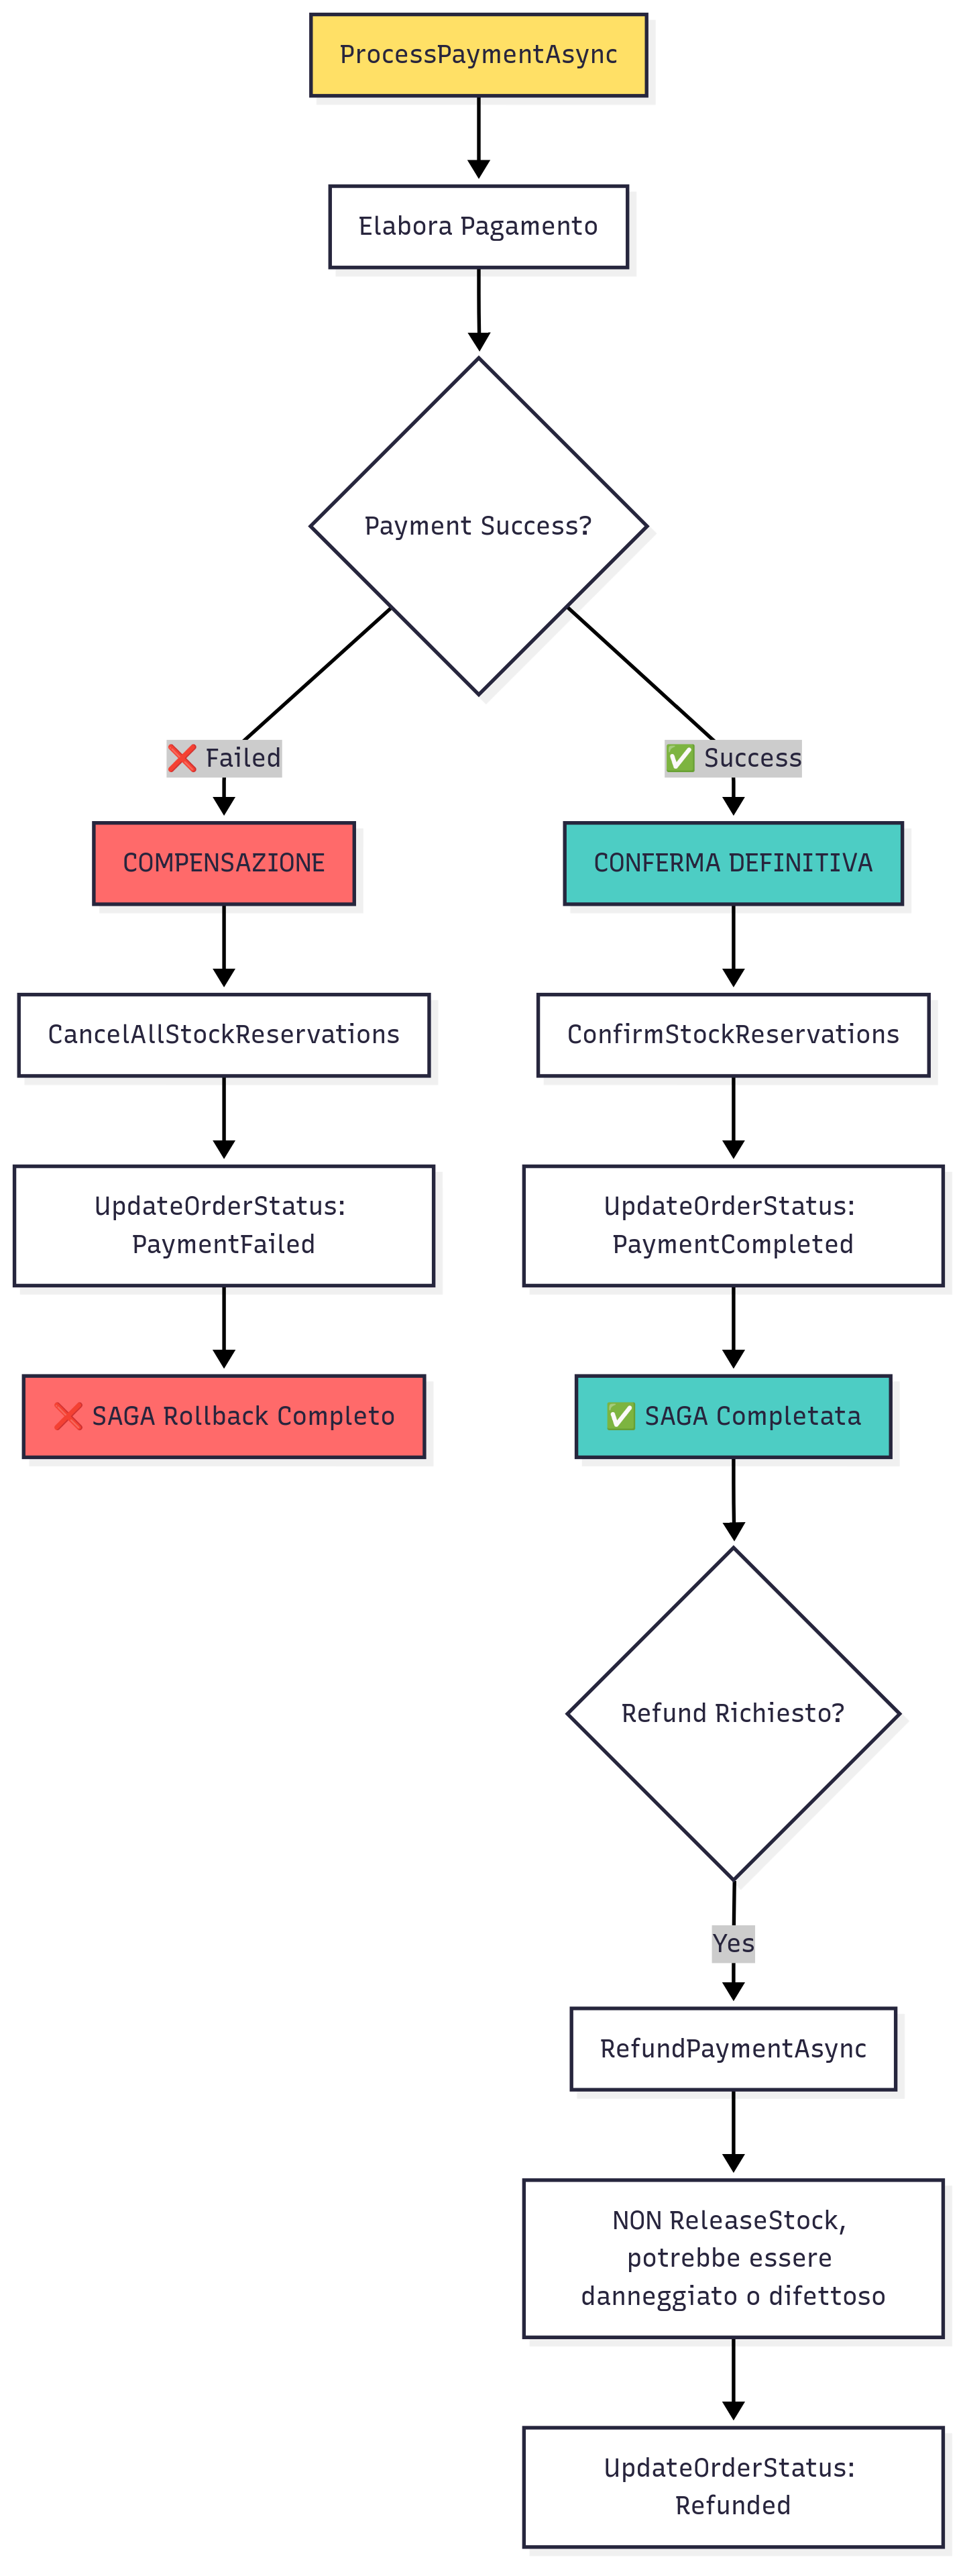 ProcessPaymentAsync
Elabora Pagamento
Payment Success?
❌ Failed
✅ Success
COMPENSAZIONE
CONFERMA DEFINITIVA
CancelAllStockReservations
ConfirmStockReservations
UpdateOrderStatus:
PaymentFailed
UpdateOrderStatus:
PaymentCompleted
❌ SAGA Rollback Completo
✅ SAGA Completata
Refund Richiesto?
Yes
RefundPaymentAsync
NON ReleaseStock,
potrebbe essere
danneggiato o difettoso
UpdateOrderStatus:
Refunded